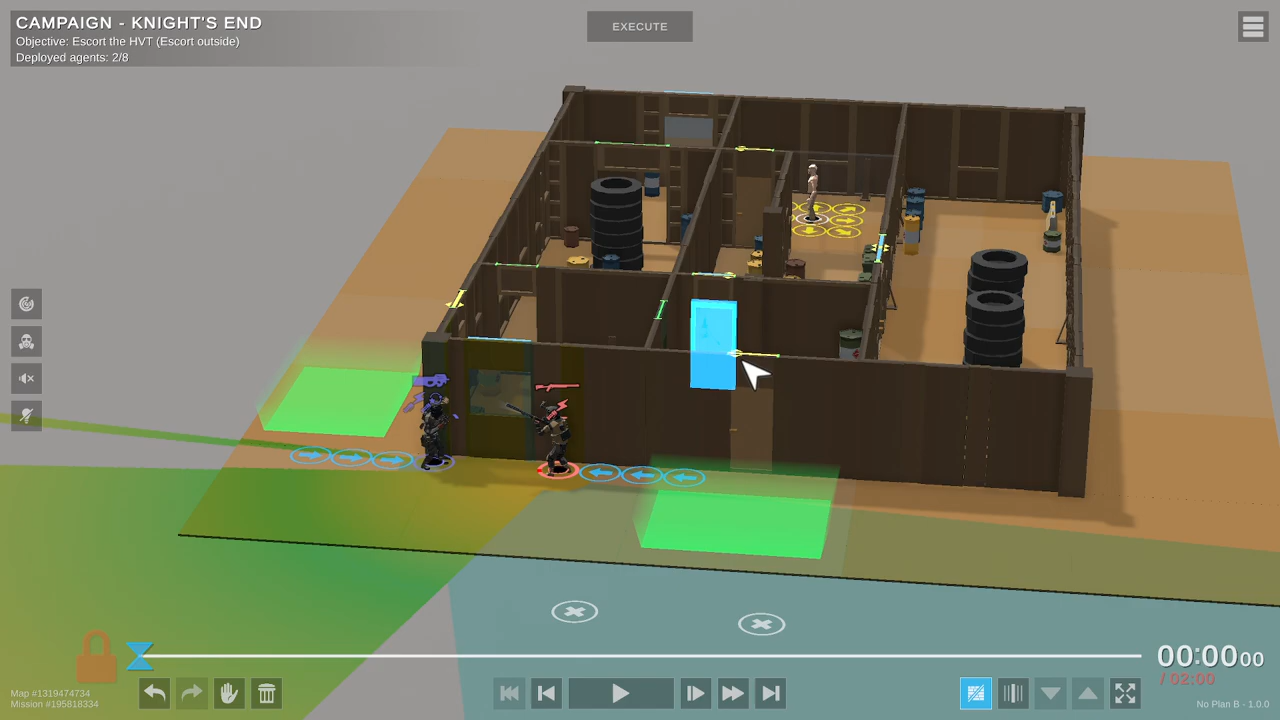 CAMPAIGN - KNIGHT'S END
Objective: Escort the HVT (Escort outside)
Deployed agents: 2/8
EXECUTE
00:00 00
/ 02:00
Map #1319474734
Mission #195818334
No Plan B - 1.0.0